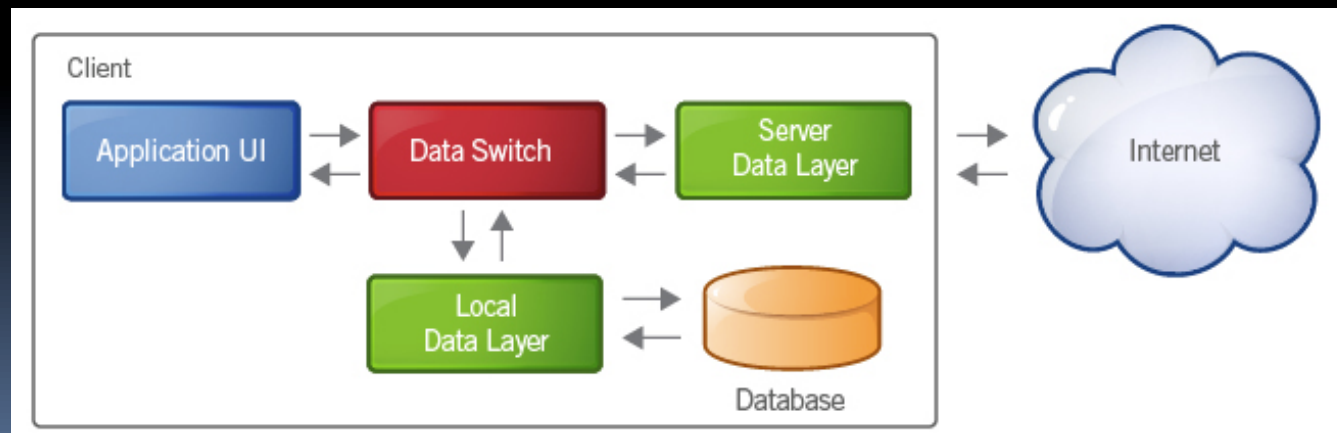 Client
Application UI
Data Switch
Server
Data Layer
Internet
Local
Data Layer
Database